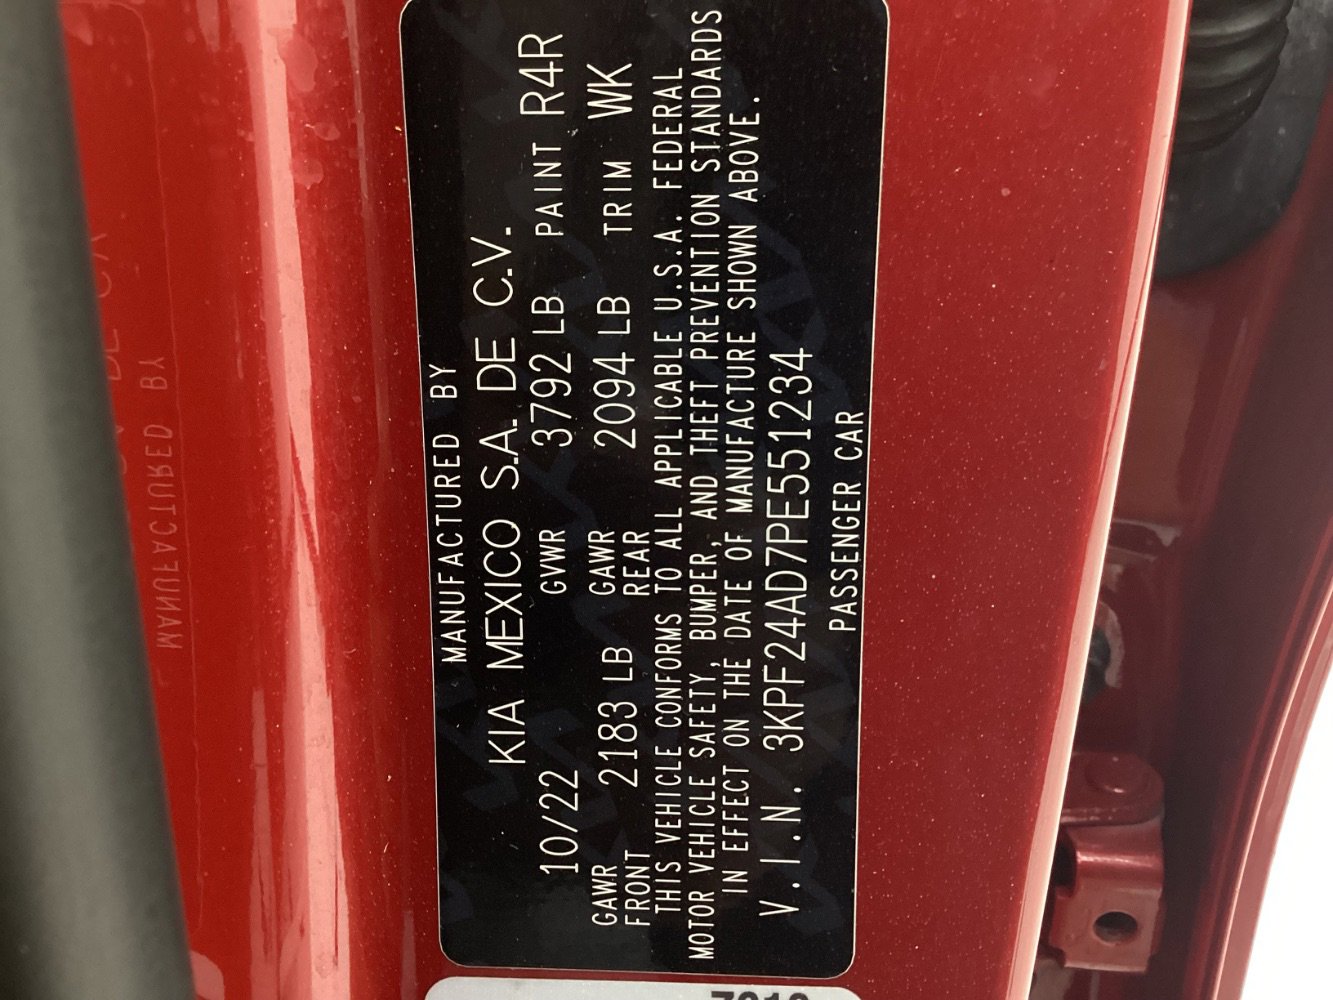 MANUFACTURED BY
KIA MEXICO S.A. DE C.V.
10/22 GVWR 3792 LB PAINT R4R
GAWR FRONT 2183 LB GAWR REAR 2094 LB TRIM WK
THIS VEHICLE CONFORMS TO ALL APPLICABLE U.S.A. FEDERAL
MOTOR VEHICLE SAFETY, BUMPER, AND THEFT PREVENTION STANDARDS
IN EFFECT ON THE DATE OF MANUFACTURE SHOWN ABOVE.
V.I.N. 3KPF24AD7PE551234
PASSENGER CAR
MANUFACTURED BY